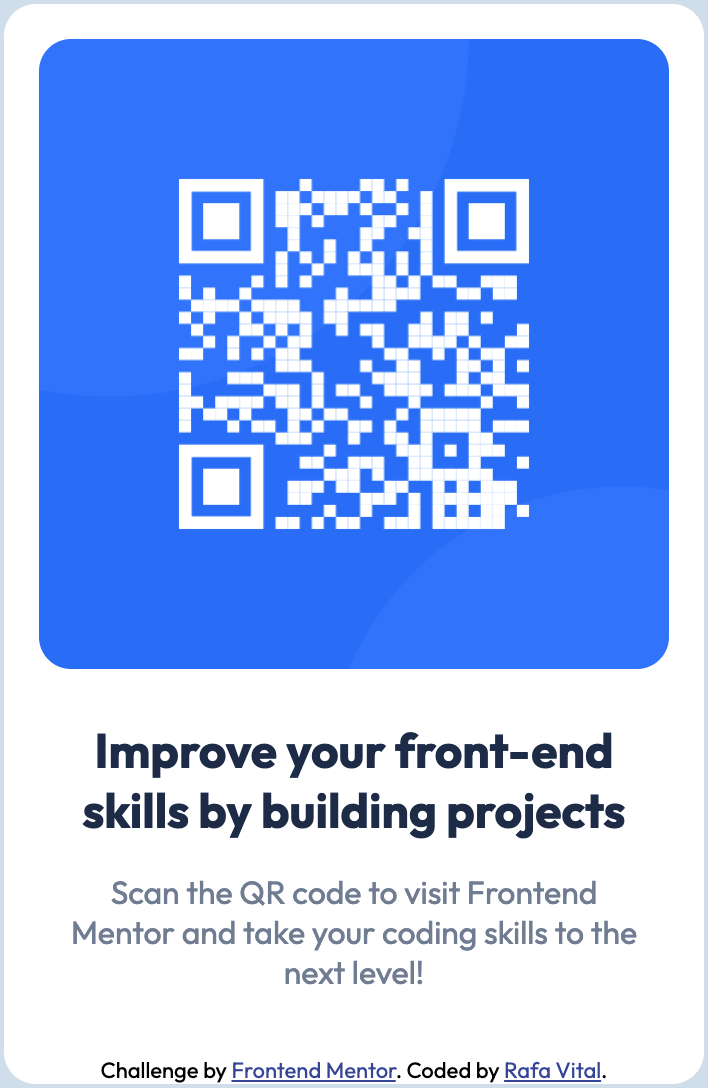 Improve your front-end
skills by building projects
Scan the QR code to visit Frontend
Mentor and take your coding skills to the
next level!
Challenge by Frontend Mentor. Coded by Rafa Vital.